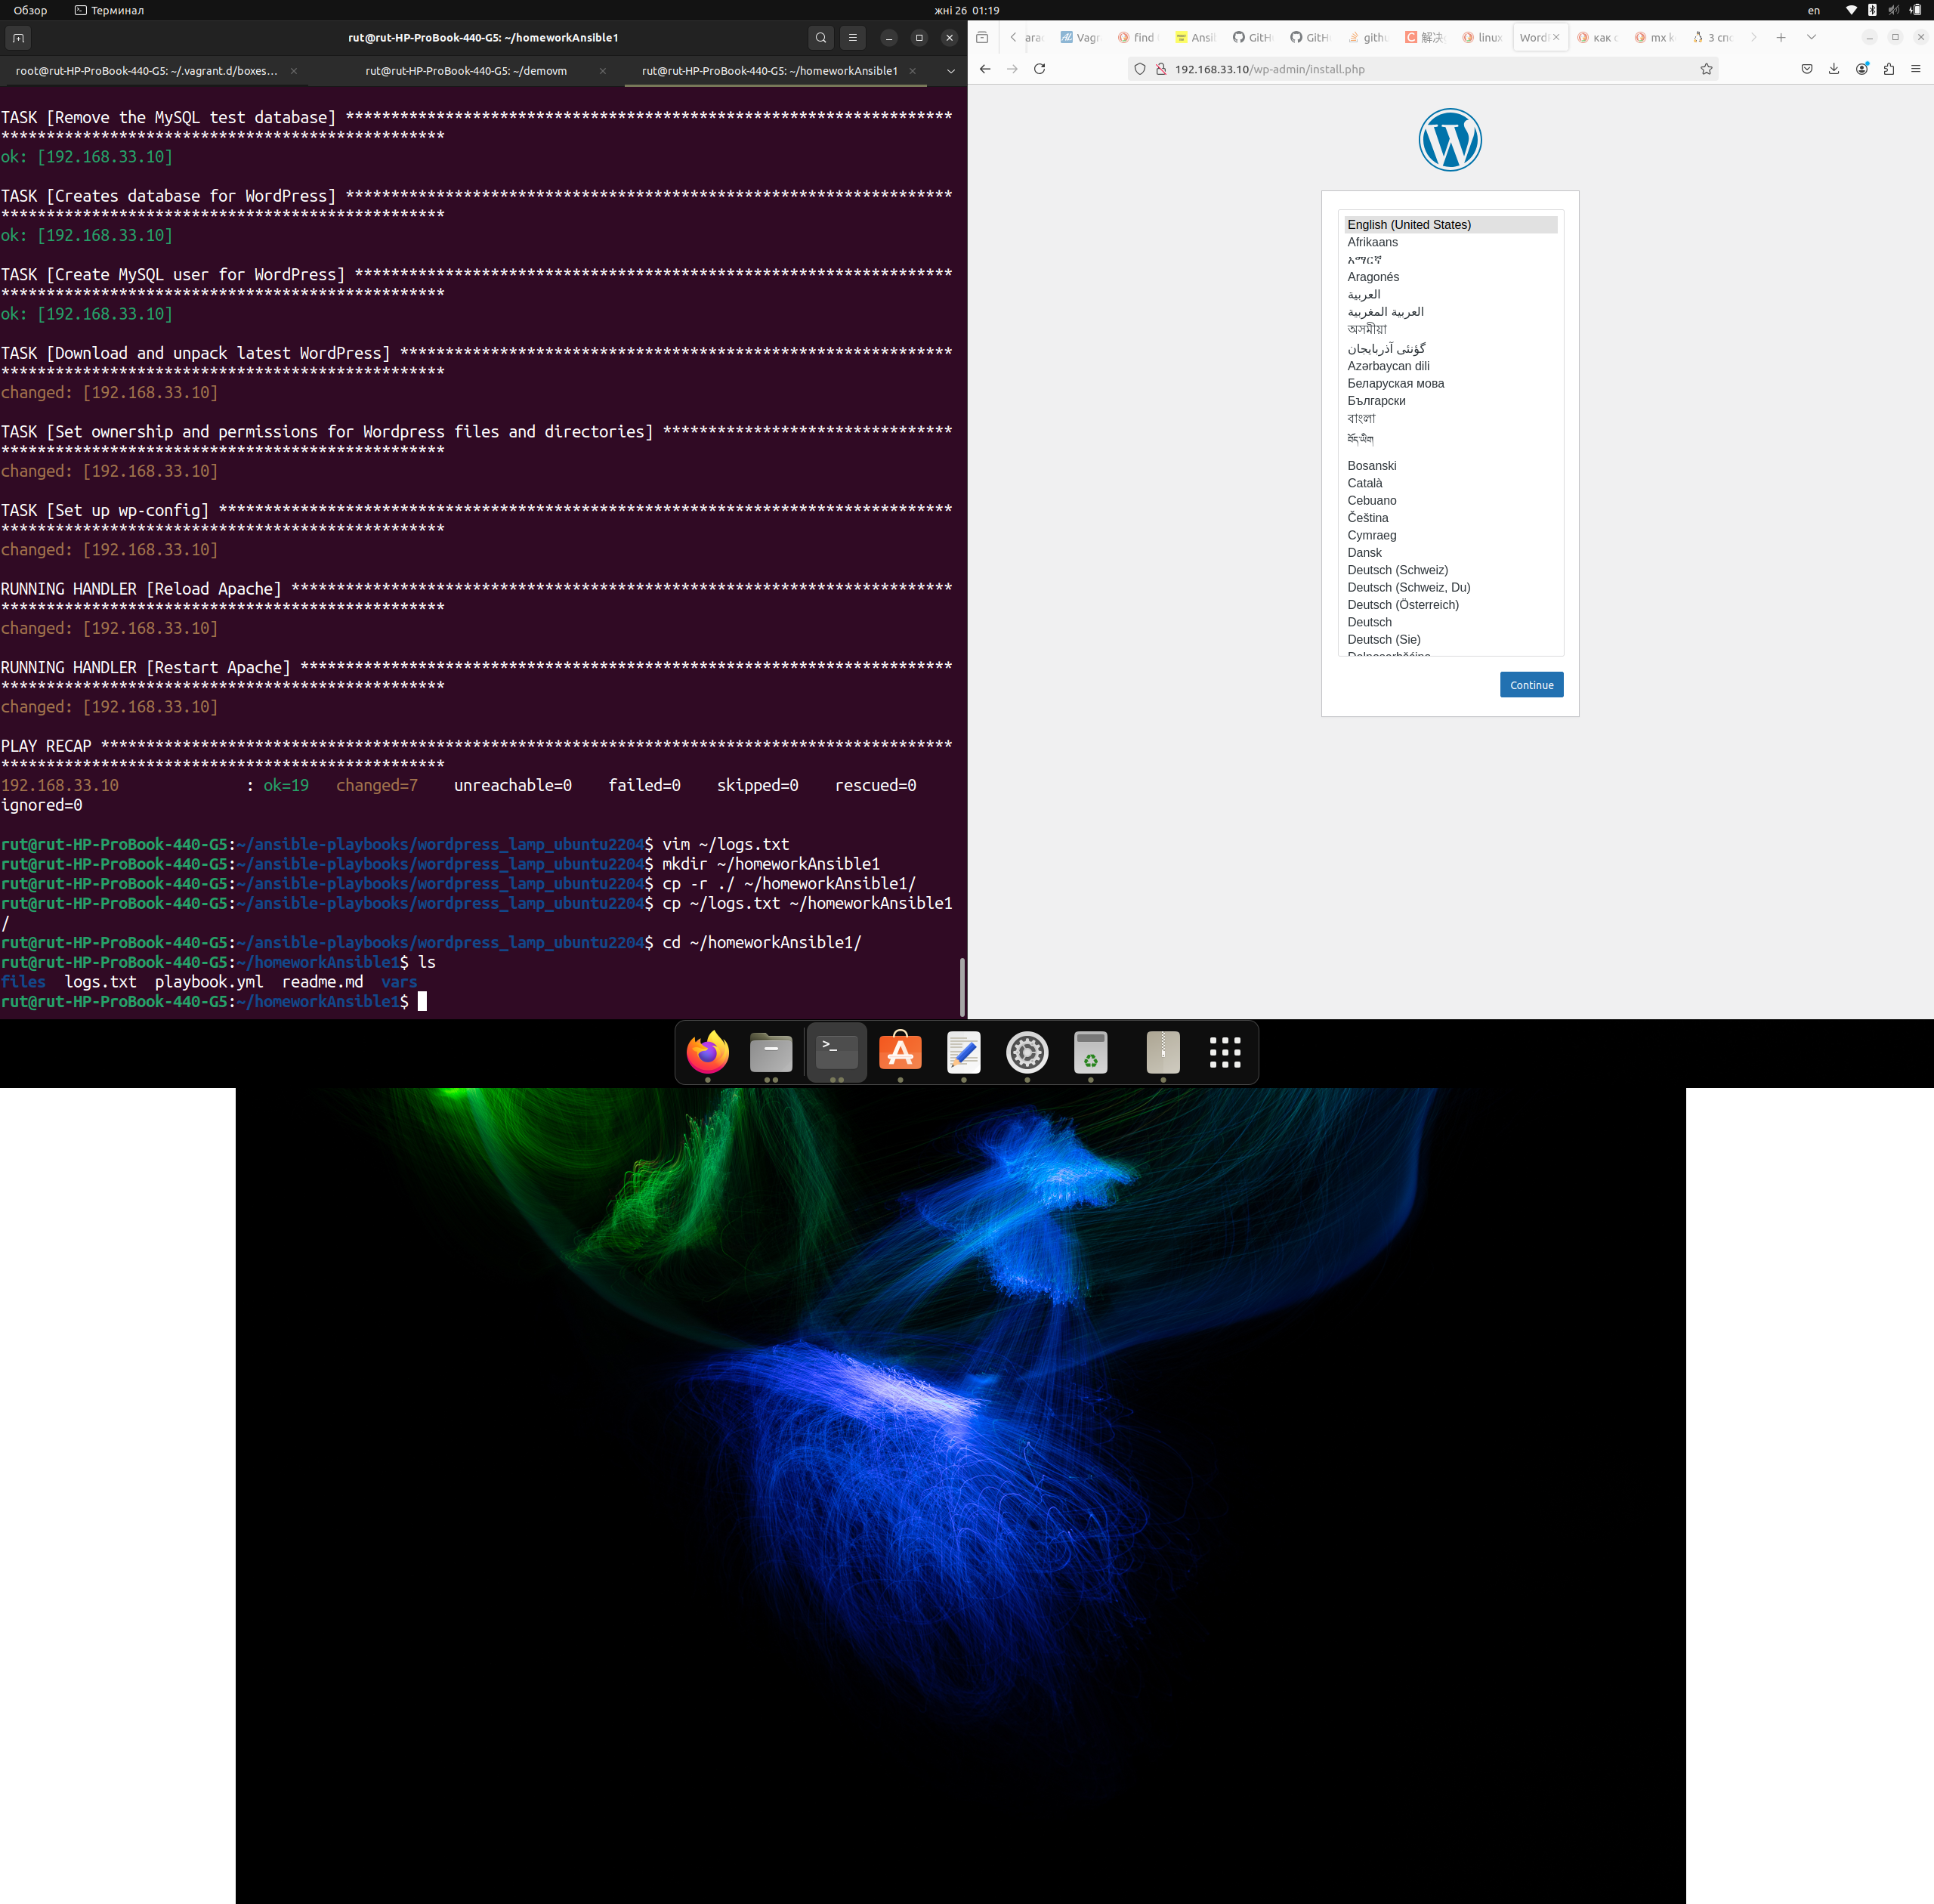 Обзор
Терминал
жні 26 01:19
en
rut@rut-HP-ProBook-440-G5: ~/homeworkAnsible1
root@rut-HP-ProBook-440-G5: ~/.vagrant.d/boxes…
rut@rut-HP-ProBook-440-G5: ~/demovm
rut@rut-HP-ProBook-440-G5: ~/homeworkAnsible1
TASK [Remove the MySQL test database] *******************************************************************
*************************************************
ok: [192.168.33.10]
TASK [Creates database for WordPress] *******************************************************************
*************************************************
ok: [192.168.33.10]
TASK [Create MySQL user for WordPress] ******************************************************************
*************************************************
ok: [192.168.33.10]
TASK [Download and unpack latest WordPress] *************************************************************
*************************************************
changed: [192.168.33.10]
TASK [Set ownership and permissions for Wordpress files and directories] ********************************
*************************************************
changed: [192.168.33.10]
TASK [Set up wp-config] *********************************************************************************
*************************************************
changed: [192.168.33.10]
RUNNING HANDLER [Reload Apache] *************************************************************************
*************************************************
changed: [192.168.33.10]
RUNNING HANDLER [Restart Apache] ************************************************************************
*************************************************
changed: [192.168.33.10]
PLAY RECAP **********************************************************************************************
*************************************************
192.168.33.10 : ok=19 changed=7 unreachable=0 failed=0 skipped=0 rescued=0
ignored=0
rut@rut-HP-ProBook-440-G5:~/ansible-playbooks/wordpress_lamp_ubuntu2204$ vim ~/logs.txt
rut@rut-HP-ProBook-440-G5:~/ansible-playbooks/wordpress_lamp_ubuntu2204$ mkdir ~/homeworkAnsible1
rut@rut-HP-ProBook-440-G5:~/ansible-playbooks/wordpress_lamp_ubuntu2204$ cp -r ./ ~/homeworkAnsible1/
rut@rut-HP-ProBook-440-G5:~/ansible-playbooks/wordpress_lamp_ubuntu2204$ cp ~/logs.txt ~/homeworkAnsible1
/
rut@rut-HP-ProBook-440-G5:~/ansible-playbooks/wordpress_lamp_ubuntu2204$ cd ~/homeworkAnsible1/
rut@rut-HP-ProBook-440-G5:~/homeworkAnsible1$ ls
files logs.txt playbook.yml readme.md vars
rut@rut-HP-ProBook-440-G5:~/homeworkAnsible1$
Vagr find Ansi GitH GitH githu 解决 linux Word как mx k 3 спо
192.168.33.10/wp-admin/install.php
English (United States)
Afrikaans
አማርኛ
Aragonés
العربية
العربية المغربية
অসমীয়া
گؤنئی آذربایجان
Azərbaycan dili
Беларуская мова
Български
বাংলা
བོད་ཡིག
Bosanski
Català
Cebuano
Čeština
Cymraeg
Dansk
Deutsch (Schweiz)
Deutsch (Schweiz, Du)
Deutsch (Österreich)
Deutsch
Deutsch (Sie)
Continue